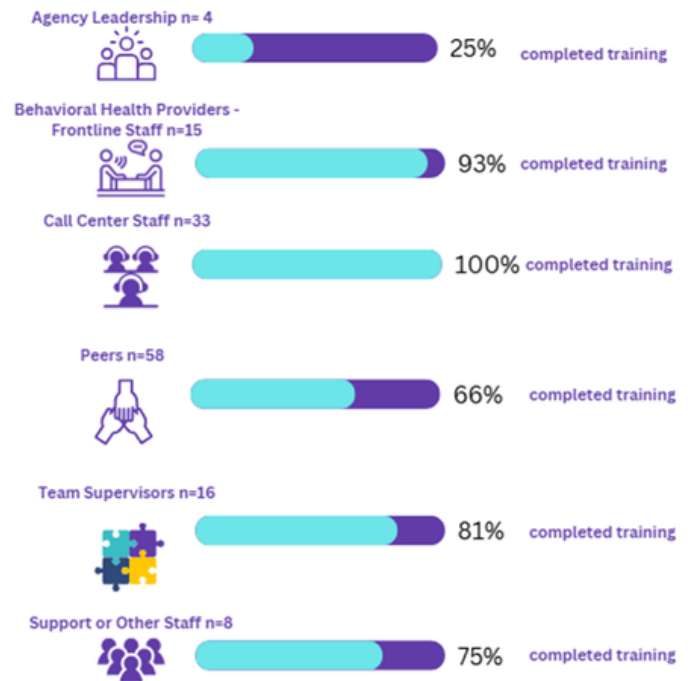 Agency Leadership n= 4
25% completed training
Behavioral Health Providers -
Frontline Staff n=15
93% completed training
Call Center Staff n=33
100% completed training
Peers n=58
66% completed training
Team Supervisors n=16
81% completed training
Support or Other Staff n=8
75% completed training